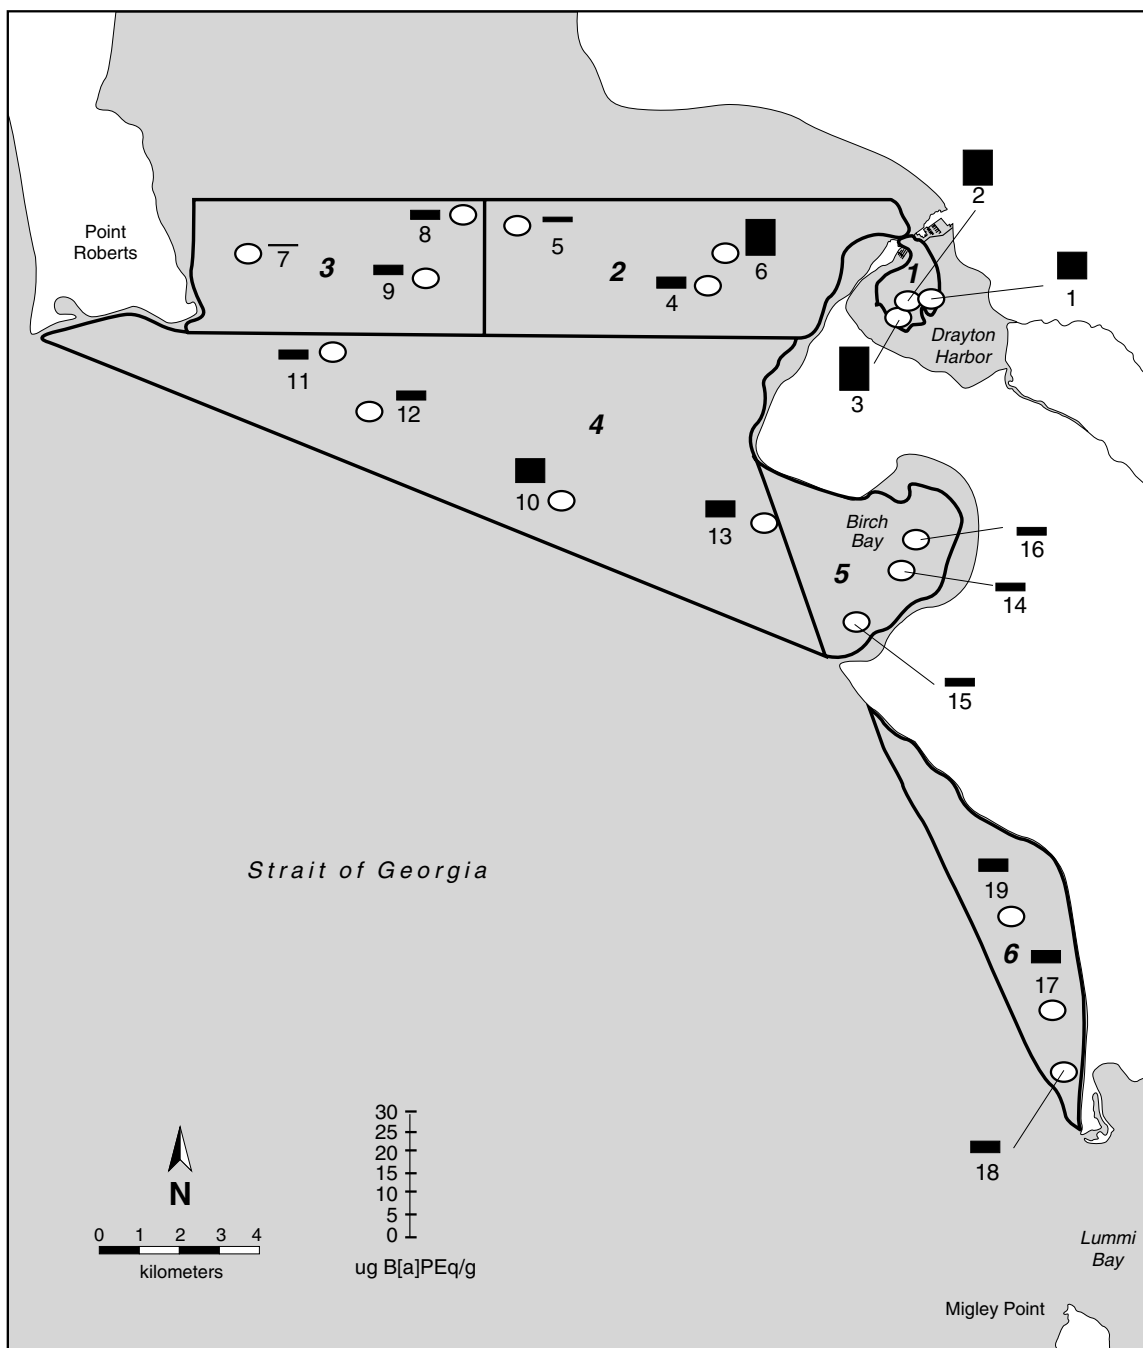 2
1
Point
Roberts
8
5
6
7
3
9
2
4
1
Drayton
Harbor
3
11
12
4
10
13
Birch
Bay
5
16
14
15
Strait of Georgia
19
6
17
18
30
25
20
15
10
5
0
ug B[a]PEq/g
N
0 1 2 3 4
kilometers
Lummi
Bay
Migley Point